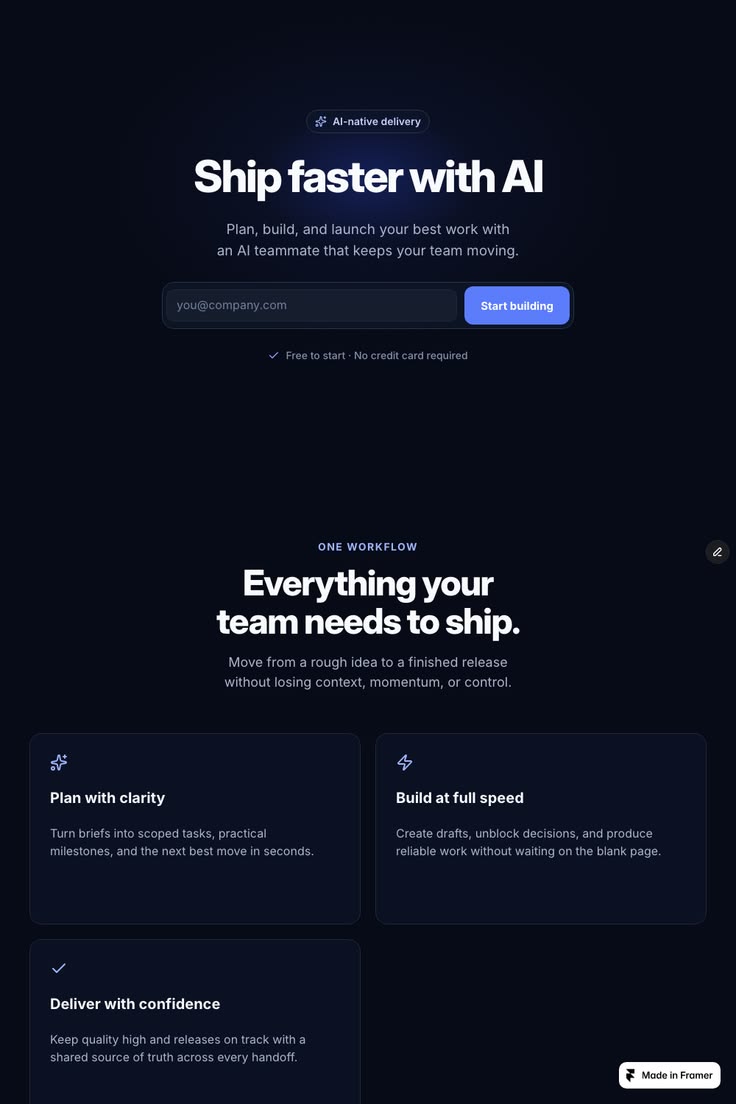 AI-native delivery
Ship faster with AI
Plan, build, and launch your best work with
an AI teammate that keeps your team moving.
you@company.com
Start building
Free to start · No credit card required
ONE WORKFLOW
Everything your
team needs to ship.
Move from a rough idea to a finished release
without losing context, momentum, or control.
Plan with clarity
Turn briefs into scoped tasks, practical
milestones, and the next best move in seconds.
Build at full speed
Create drafts, unblock decisions, and produce
reliable work without waiting on the blank page.
Deliver with confidence
Keep quality high and releases on track with a
shared source of truth across every handoff.
Made in Framer